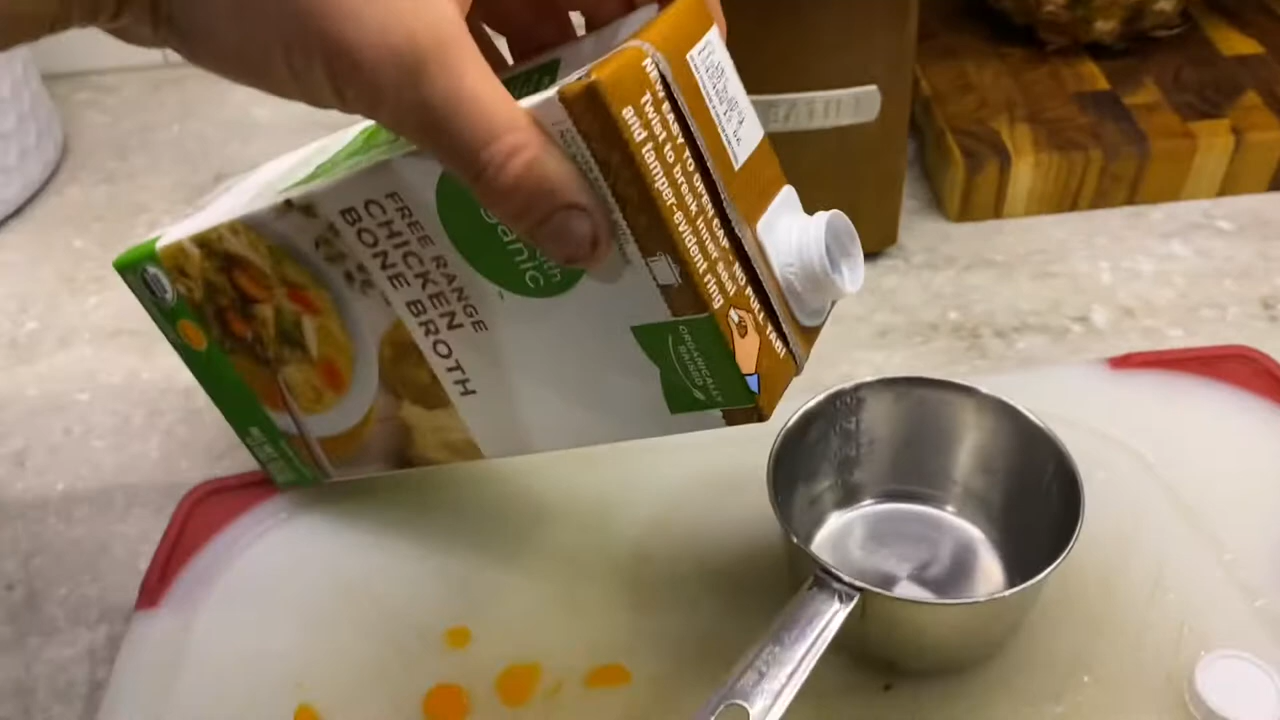 NEW EASY TO OPEN CAP - NO PULL TAB!
Twist to break inner seal
and tamper-evident ring
anic
FREE RANGE
CHICKEN
BONE BROTH
ORGANICALLY
RAISED